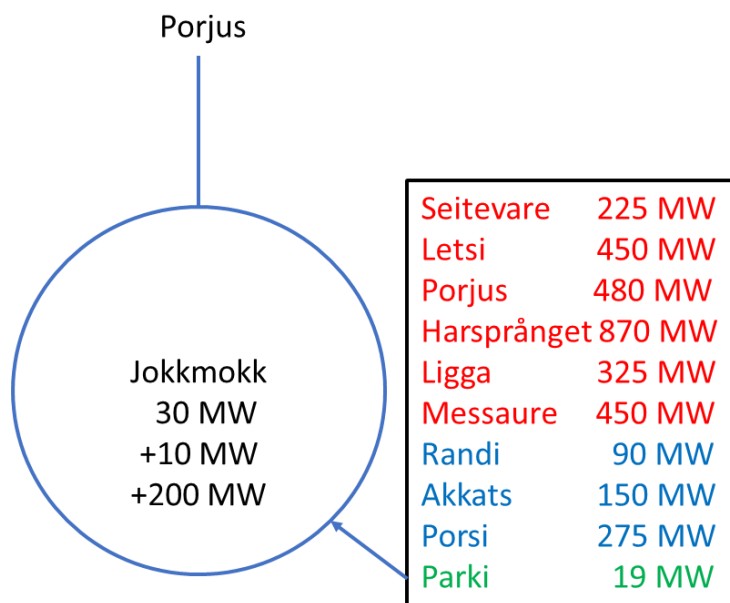 Porjus
Jokkmokk
30 MW
+10 MW
+200 MW
Seitevare 225 MW
Letsi 450 MW
Porjus 480 MW
Harsprånget 870 MW
Ligga 325 MW
Messaure 450 MW
Randi 90 MW
Akkats 150 MW
Porsi 275 MW
Parki 19 MW